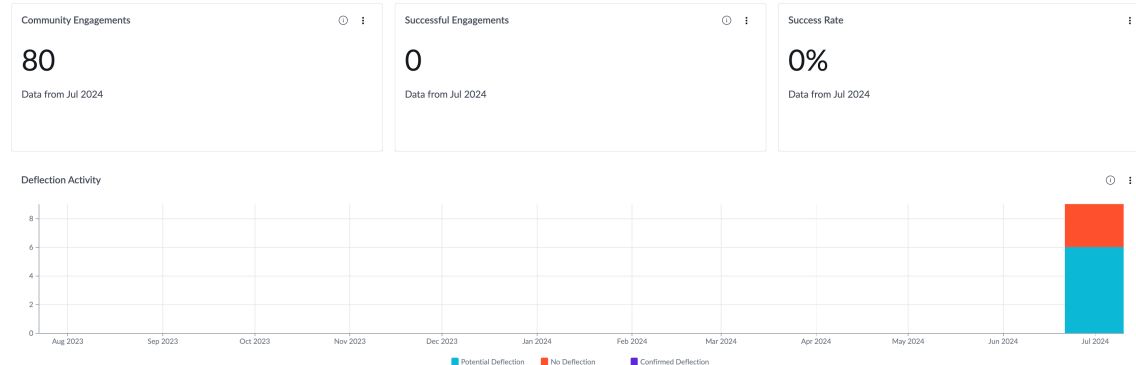 Community Engagements
80
Data from Jul 2024
Successful Engagements
0
Data from Jul 2024
Success Rate
0%
Data from Jul 2024
Deflection Activity
8
6
4
2
0
Aug 2023 Sep 2023 Oct 2023 Nov 2023 Dec 2023 Jan 2024 Feb 2024 Mar 2024 Apr 2024 May 2024 Jun 2024 Jul 2024
Potential Deflection No Deflection Confirmed Deflection